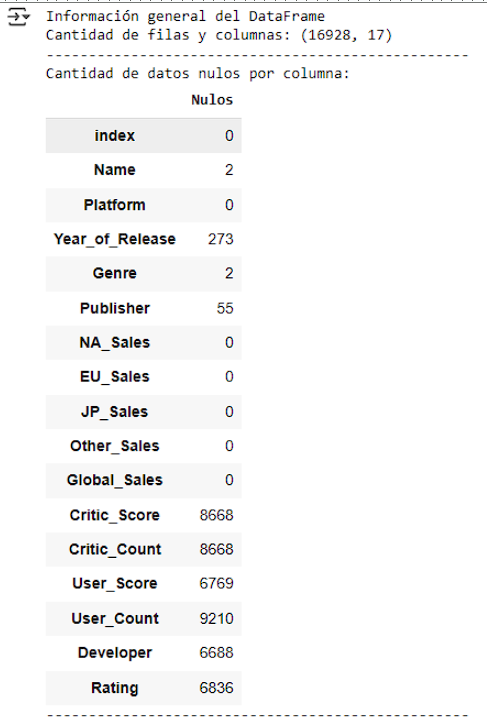 Información general del DataFrame
Cantidad de filas y columnas: (16928, 17)
----------------------------------------------------
Cantidad de datos nulos por columna:
Nulos
index 0
Name 2
Platform 0
Year_of_Release 273
Genre 2
Publisher 55
NA_Sales 0
EU_Sales 0
JP_Sales 0
Other_Sales 0
Global_Sales 0
Critic_Score 8668
Critic_Count 8668
User_Score 6769
User_Count 9210
Developer 6688
Rating 6836
----------------------------------------------------